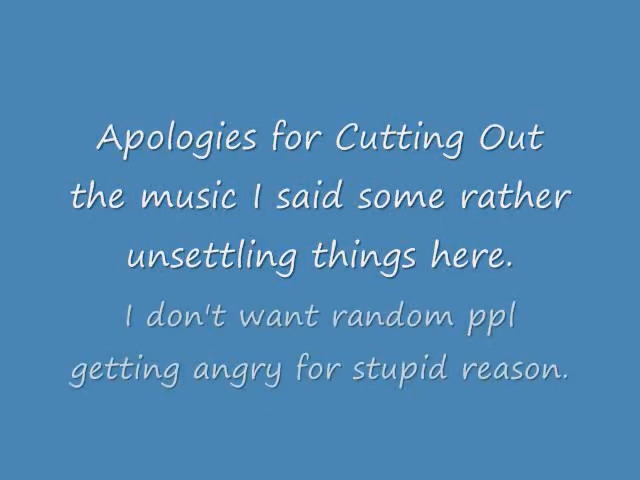 Apologies for Cutting Out
the music I said some rather
unsettling things here.
I don't want random ppl
getting angry for stupid reason.